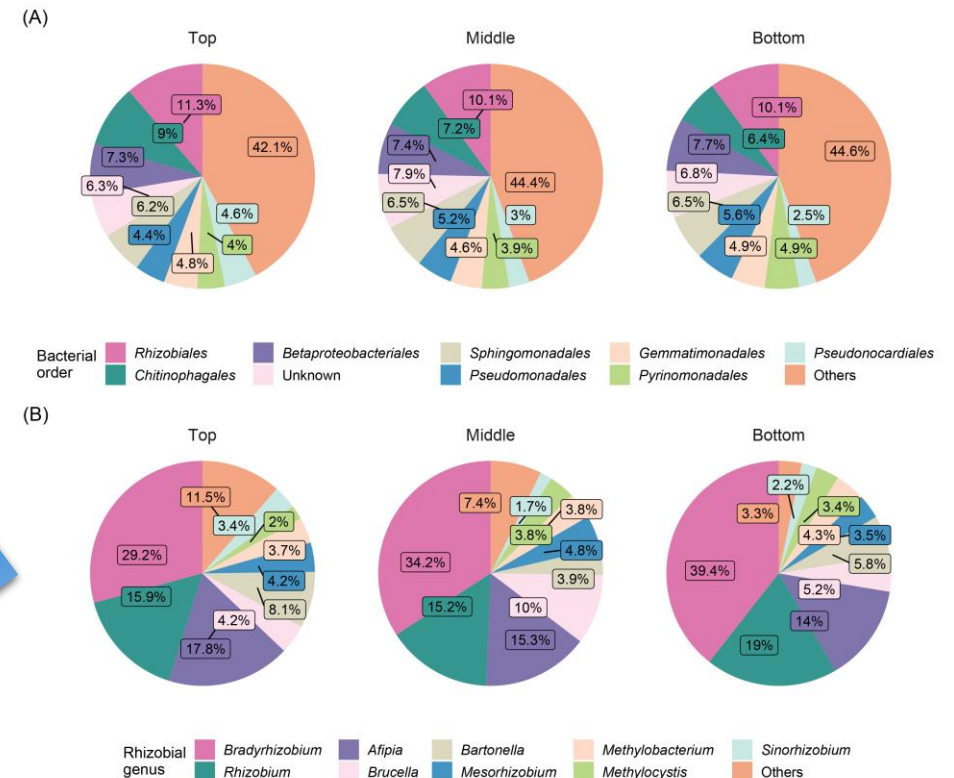 (A)
Top
Middle
Bottom
11.3%
9%
7.3%
6.3%
6.2%
4.4%
4.8%
4%
4.6%
42.1%
10.1%
7.2%
7.4%
7.9%
6.5%
5.2%
4.6%
3.9%
3%
44.4%
10.1%
6.4%
7.7%
6.8%
6.5%
5.6%
4.9%
4.9%
2.5%
44.6%
Bacterial order
Rhizobiales
Betaproteobacteriales
Sphingomonadales
Gemmatimonadales
Pseudonocardiales
Chitinophagales
Unknown
Pseudomonadales
Pyrinomonadales
Others
(B)
Top
Middle
Bottom
11.5%
3.4%
2%
3.7%
4.2%
8.1%
4.2%
17.8%
15.9%
29.2%
7.4%
1.7%
3.8%
3.8%
4.8%
3.9%
10%
15.3%
15.2%
34.2%
3.3%
2.2%
3.4%
4.3%
3.5%
5.8%
5.2%
14%
19%
39.4%
Rhizobial genus
Bradyrhizobium
Afipia
Bartonella
Methylobacterium
Sinorhizobium
Rhizobium
Brucella
Mesorhizobium
Methylocystis
Others